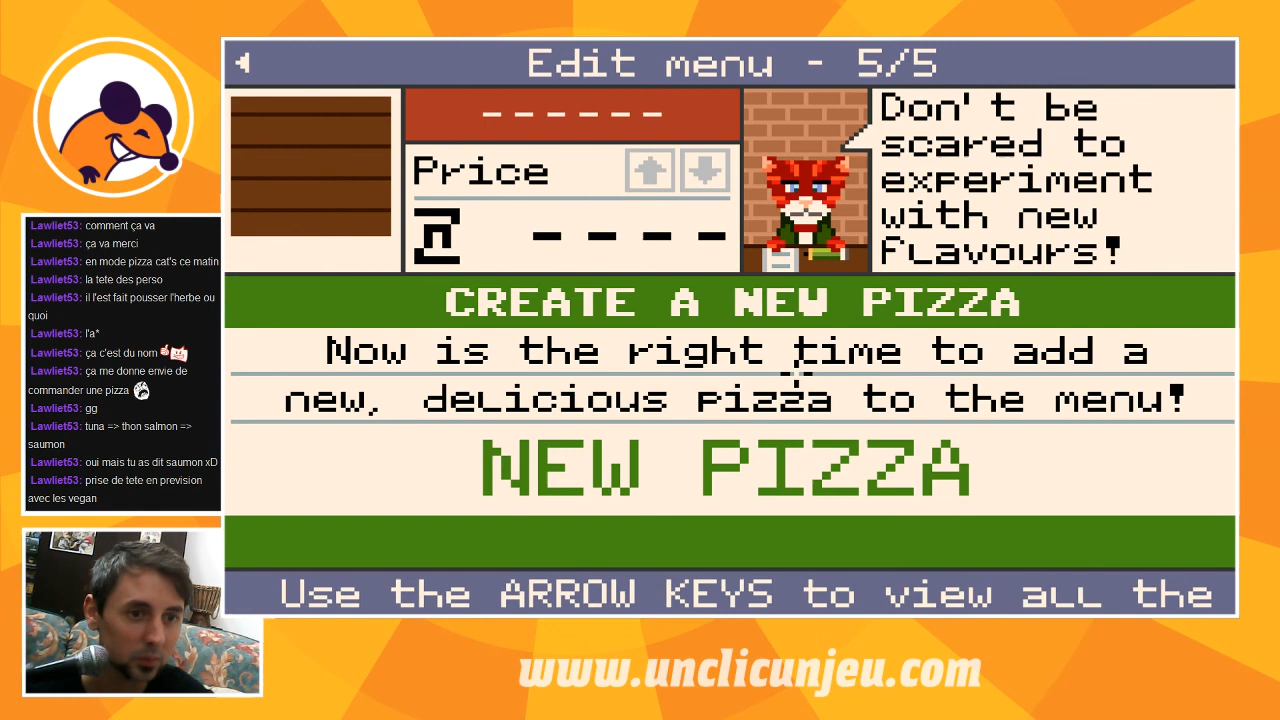 Edit menu - 5/5
------
Price
----
Don't be
scared to
experiment
with new
flavours!
CREATE A NEW PIZZA
Now is the right time to add a
new, delicious pizza to the menu!
NEW PIZZA
Use the ARROW KEYS to view all the
Lawliet53: comment ça va
Lawliet53: ça va merci
Lawliet53: en mode pizza cat's ce matin
Lawliet53: la tete des perso
Lawliet53: il l'est fait pousser l'herbe ou
quoi
Lawliet53: l'a*
Lawliet53: ça c'est du nom
Lawliet53: ça me donne envie de
commander une pizza
Lawliet53: gg
Lawliet53: tuna => thon salmon =>
saumon
Lawliet53: oui mais tu as dit saumon xD
Lawliet53: prise de tete en prevision
avec les vegan
www.unclicunjeu.com